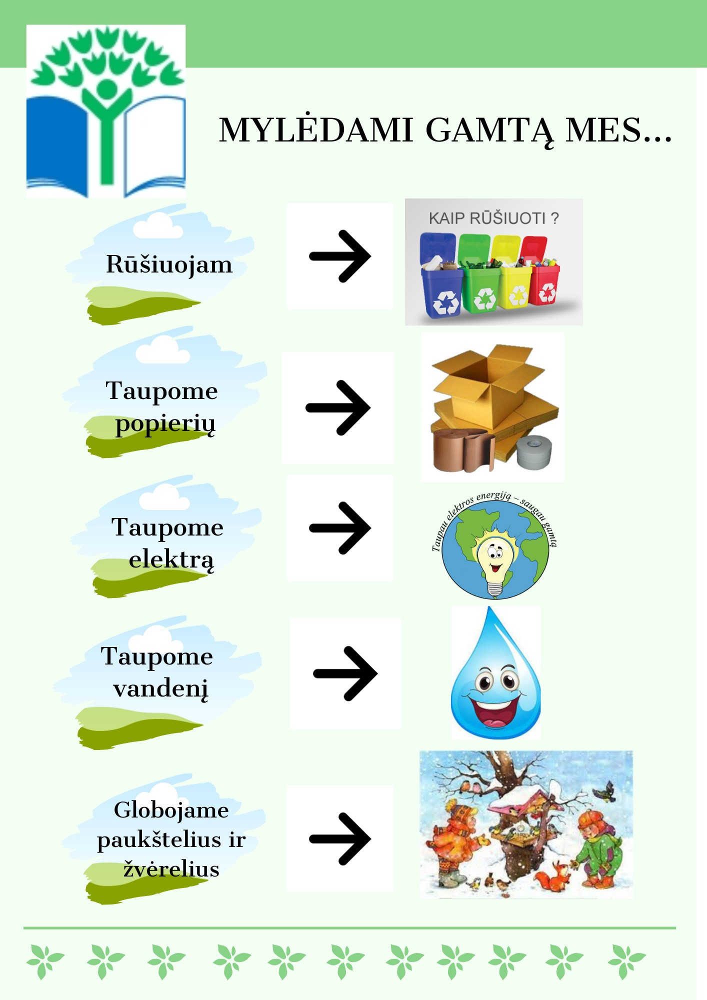 MYLĖDAMI GAMTĄ MES...
Rūšiuojam
KAIP RŪŠIUOTI ?
Taupome
popierių
Taupome
elektrą
Taupau elektros energiją – saugau gamtą
Taupome
vandenį
Globojame
paukštelius ir
žvėrelius